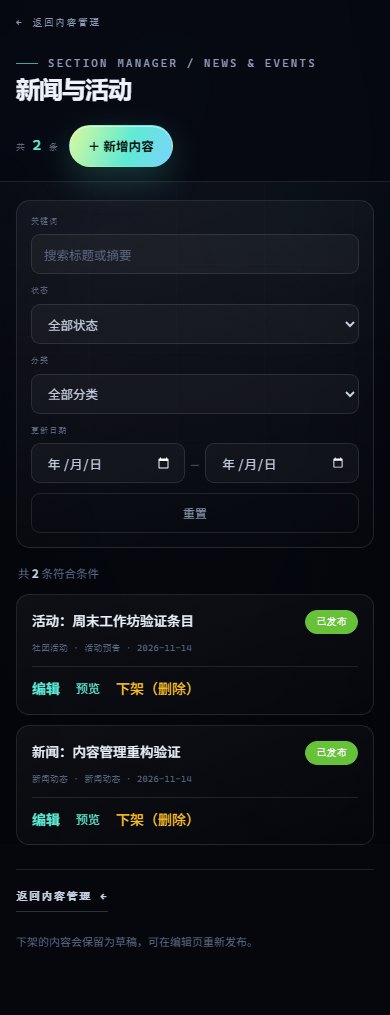 ← 返回内容管理
SECTION MANAGER / NEWS & EVENTS
新闻与活动
共 2 条 + 新增内容
关键词
搜索标题或摘要
状态
全部状态
分类
全部分类
更新日期
年 /月/日 — 年 /月/日
重置
共 2 条符合条件
活动：周末工作坊验证条目 已发布
社团活动 · 活动预告 · 2026-11-14
编辑 预览 下架（删除）
新闻：内容管理重构验证 已发布
新闻动态 · 新闻动态 · 2026-11-14
编辑 预览 下架（删除）
返回内容管理 ←
下架的内容会保留为草稿，可在编辑页重新发布。